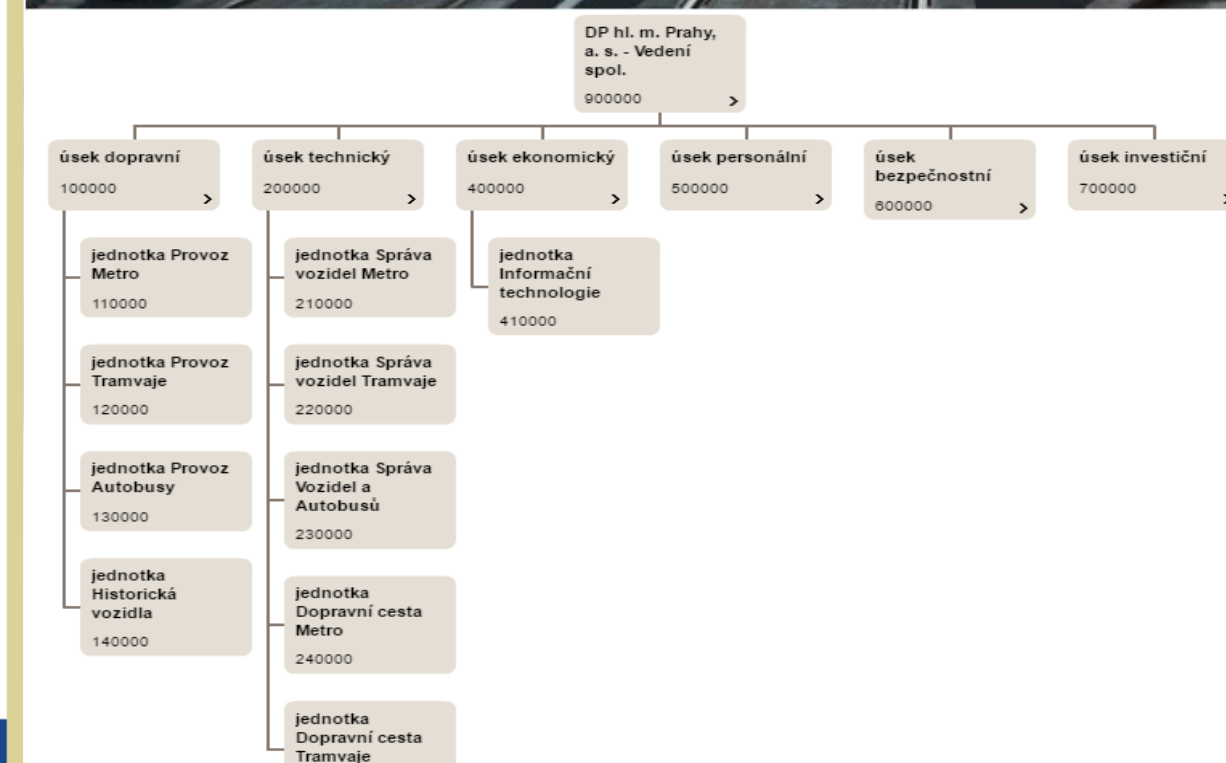 DP hl. m. Prahy,
a. s. - Vedení
spol.
900000
úsek dopravní
100000
úsek technický
200000
úsek ekonomický
400000
úsek personální
500000
úsek
bezpečnostní
600000
úsek investiční
700000
jednotka Provoz
Metro
110000
jednotka Provoz
Tramvaje
120000
jednotka Provoz
Autobusy
130000
jednotka
Historická
vozidla
140000
jednotka Správa
vozidel Metro
210000
jednotka Správa
vozidel Tramvaje
220000
jednotka Správa
Vozidel a
Autobusů
230000
jednotka
Dopravní cesta
Metro
240000
jednotka
Dopravní cesta
Tramvaje
jednotka
Informační
technologie
410000